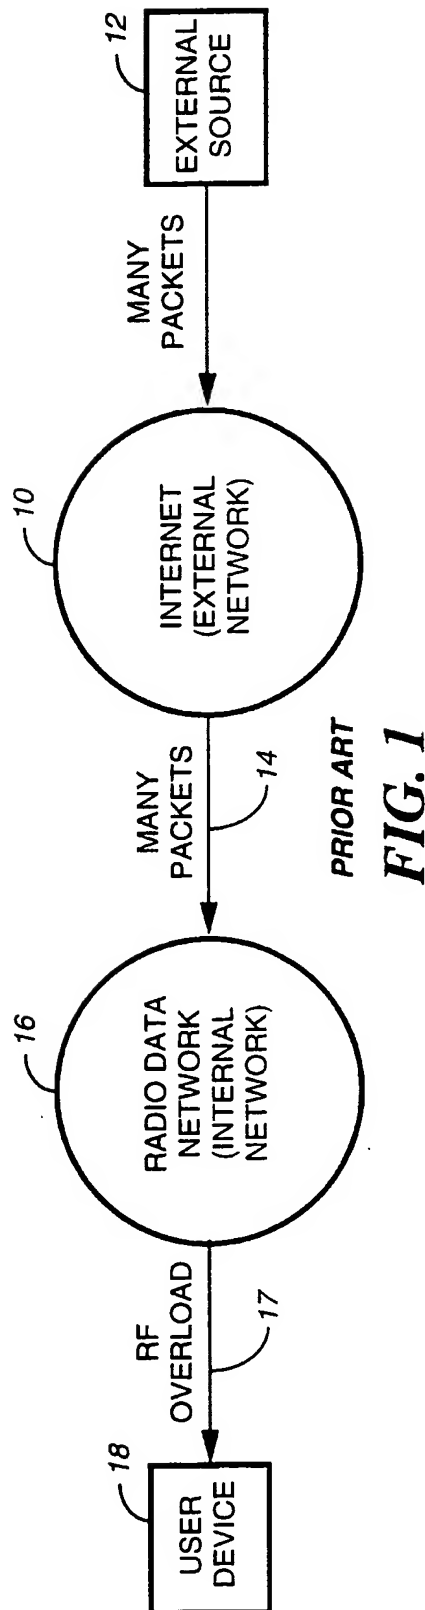 18
USER
DEVICE
RF
OVERLOAD
17
16
RADIO DATA
NETWORK
(INTERNAL
NETWORK)
MANY
PACKETS
14
10
INTERNET
(EXTERNAL
NETWORK)
MANY
PACKETS
12
EXTERNAL
SOURCE
PRIOR ART
FIG. 1